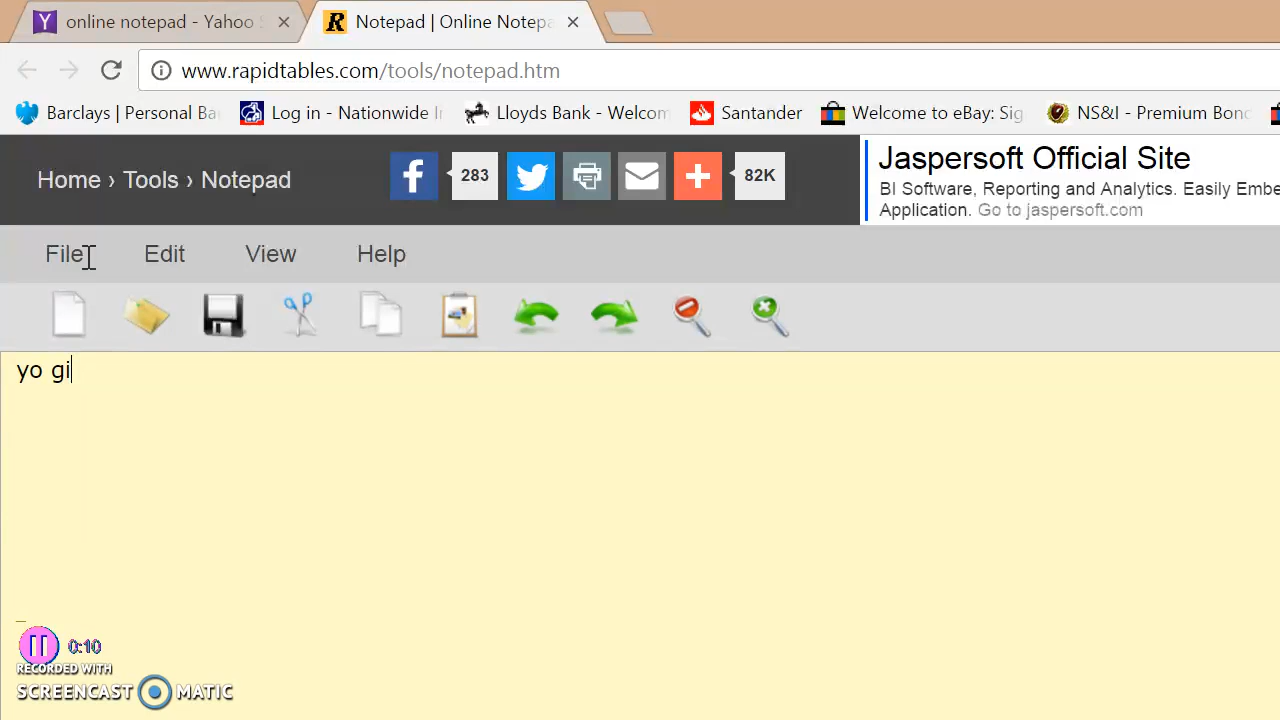 online notepad - Yahoo S
Notepad | Online Notepa
www.rapidtables.com/tools/notepad.htm
Barclays | Personal Ba
Log in - Nationwide I
Lloyds Bank - Welcom
Santander
Welcome to eBay: Sig
NS&I - Premium Bond
Home › Tools › Notepad
283
82K
Jaspersoft Official Site
BI Software, Reporting and Analytics. Easily Embe
Application. Go to jaspersoft.com
File
Edit
View
Help
yo gi
0:10
RECORDED WITH
SCREENCAST MATIC